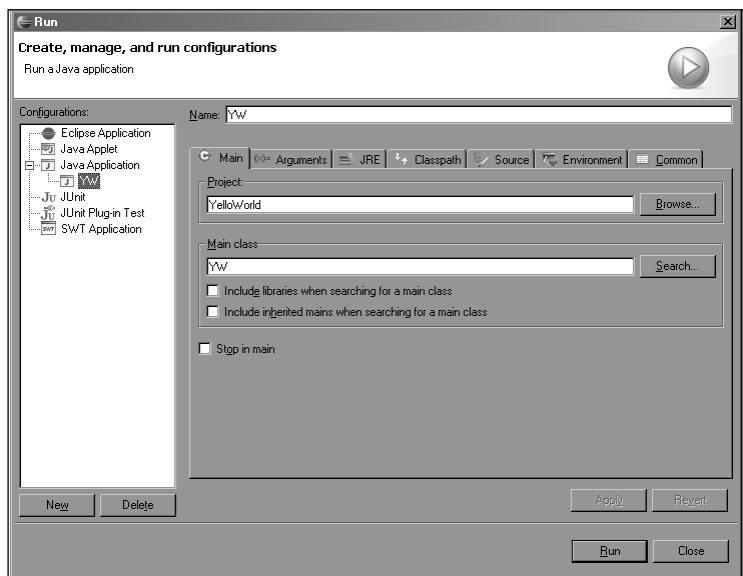 Run
Create, manage, and run configurations
Run a Java application
Configurations:
Eclipse Application
Java Applet
Java Application
YW
JUnit
JUnit Plug-in Test
SWT Application
New Delete
Name: YW
Main Arguments JRE Classpath Source Environment Common
Project:
YelloWorld Browse...
Main class
YW Search...
Include libraries when searching for a main class
Include inherited mains when searching for a main class
Stop in main
Apply Revert
Run Close